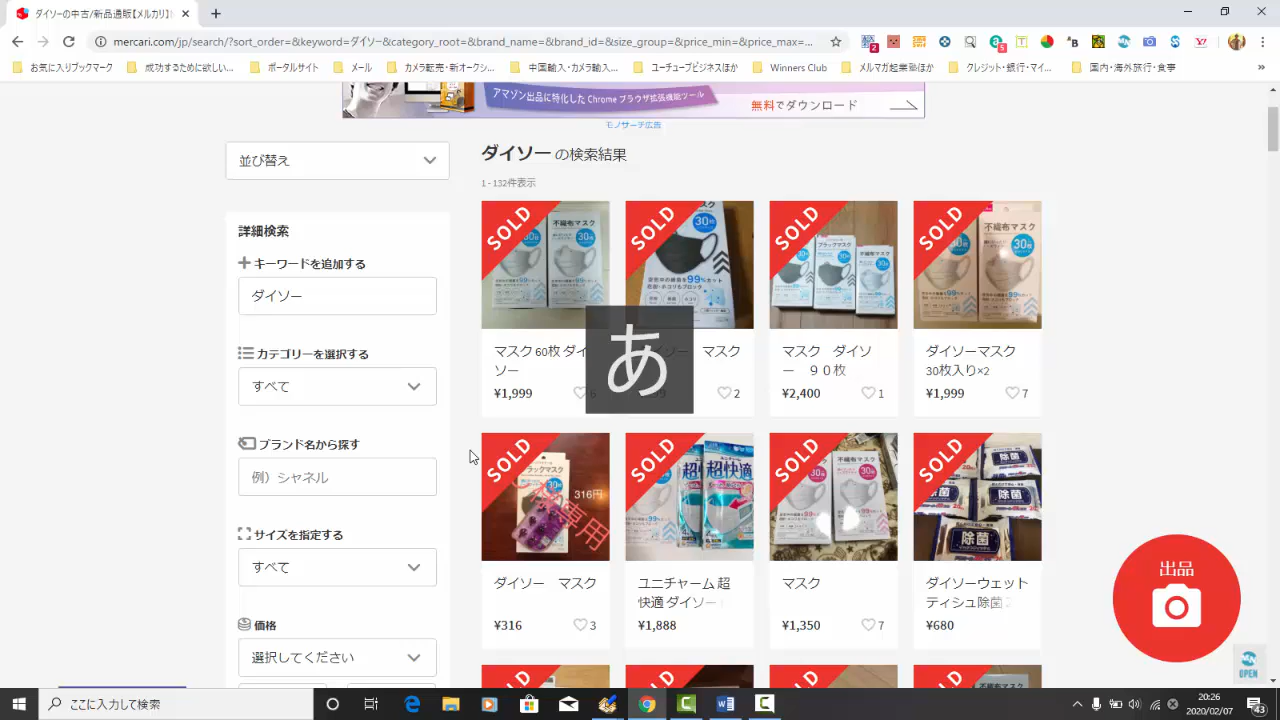 ダイソーの中古/新品通販【メルカリ】
mercari.com/jp/search/?sort_order=&keyword=ダイソー&category_root=&brand_name=&brand_id=&size_group=&price_min=&price_max=...
お気に入りブックマーク
成功するために欲しい...
ポータルサイト
メール
カメラ転売・新オークシ...
中国輸入・カメラ輸入...
ユーチューブビジネスほか
Winners Club
メルマガ起業塾ほか
クレジット・銀行・マイ...
国内・海外旅行・食事
アマゾン出品に特化した Chrome ブラウザ拡張機能ツール
無料でダウンロード
モノサーチ広告
並び替え
ダイソー の検索結果
1 - 132件表示
詳細検索
キーワードを追加する
ダイソー
カテゴリーを選択する
すべて
ブランド名から探す
例）シャネル
サイズを指定する
すべて
価格
選択してください
SOLD
SOLD
SOLD
SOLD
マスク 60枚 ダイ
ソー
¥1,999
マスク
2
マスク　ダイソ
ー　９０枚
¥2,400
1
ダイソーマスク
30枚入り×2
¥1,999
7
あ
SOLD
SOLD
SOLD
SOLD
316円
ダイソー　マスク
¥316
3
超快適
ユニチャーム 超
快適 ダイソー
¥1,888
マスク
¥1,350
7
除菌
除菌
除菌
除菌
ダイソーウェット
ティシュ除菌
¥680
SOLD
SOLD
SOLD
SOLD
出品
OPEN
ここに入力して検索
20:26
2020/02/07
43